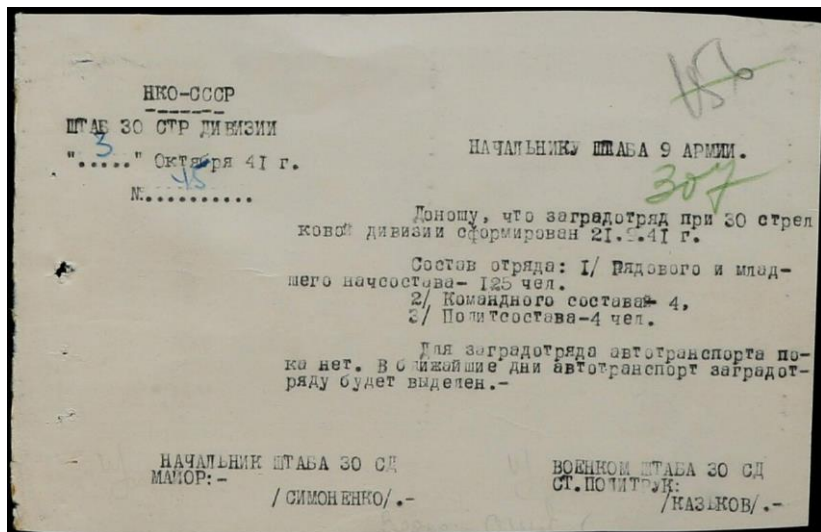 НКО-СССР
ШТАБ 30 СТР ДИВИЗИИ
"..3.." Октября 41 г.
№ 45
НАЧАЛЬНИКУ ШТАБА 9 АРМИИ.
307
Доношу, что заградотряд при 30 стрел
ковой дивизии сформирован 21.9.41 г.
Состав отряда: I/ Рядового и млад-
шего начсостава- 125 чел.
2/ Командного состава- 4,
3/ Политсостава-4 чел.
Для заградотряда автотранспорта по-
ка нет. В ближайшие дни автотранспорт заградот-
ряду будет выделен.-
НАЧАЛЬНИК ШТАБА 30 СД
МАЙОР:-
/СИМОНЕНКО/.-
ВОЕНКОМ ШТАБА 30 СД
СТ.ПОЛИТРУК:
/КАЗЬКОВ/.-